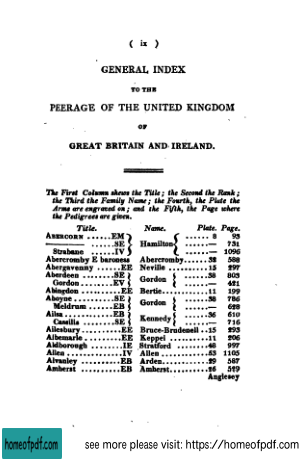 ( ix )
GENERAL INDEX
TO THE
PEERAGE OF THE UNITED KINGDOM
OF
GREAT BRITAIN AND IRELAND.
The First Column shews the Title; the Second the Rank;
the Third the Family Name; the Fourth, the Plate the
Arms are engraved on; and the Fifth, the Page where
the Pedigrees are given.
Title. Name. Plate. Page.
ABERCORN ......EM } { ...... 8 93
——— ......SE } Hamilton { ......— 731
Strabane ......IV } { ......— 1096
Abercromby E baroness Abercromby......38 588
Abergavenny ......EE Neville ......15 297
Aberdeen ......SE } Gordon { ......38 803
Gordon......EV } { ......— 421
Abingdon .........EE Bertie.......11 199
Aboyne ......SE } Gordon { ......38 786
Meldrum ......EB } { ......— 628
Ailsa ......EB } Kennedy { ......36 610
Cassilis ......SE } { ......— 716
Ailesbury.........EE Bruce-Brudenell ..15 293
Albemarle .........EE Keppel ......11 206
Aldborough ......IE Stratford ......48 997
Allen ............IV Allen ......53 1105
Alvanley .........EB Arden......29 587
Amherst .........EB Amherst......26 529
Anglesey
homeofpdf.com see more please visit: https://homeofpdf.com